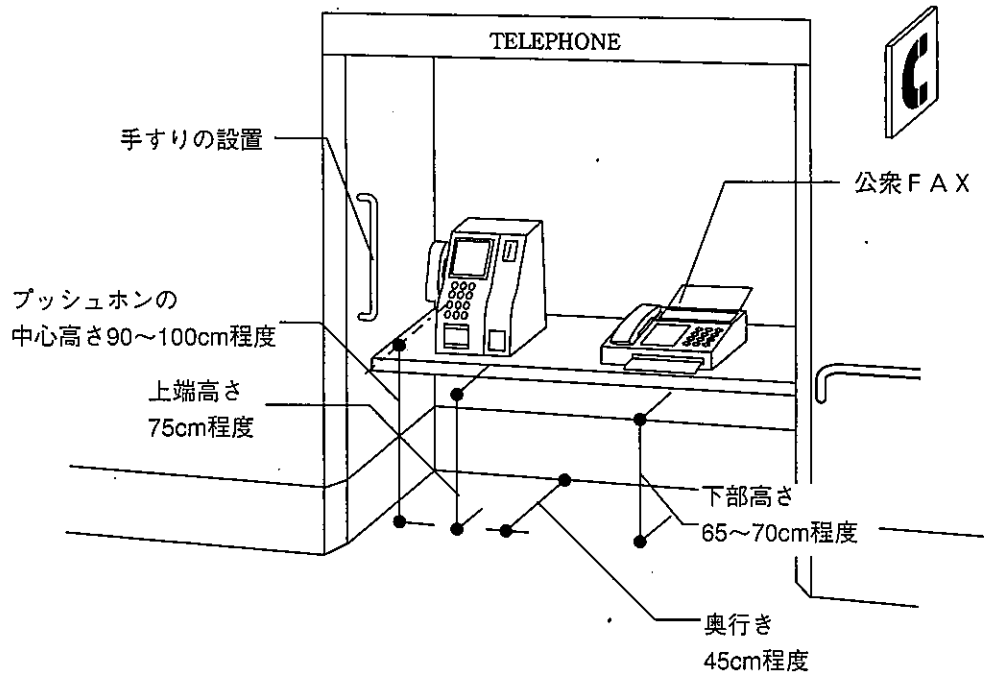 TELEPHONE
手すりの設置
公衆ＦＡＸ
プッシュホンの
中心高さ90〜100cm程度
上端高さ
75cm程度
下部高さ
65〜70cm程度
奥行き
45cm程度